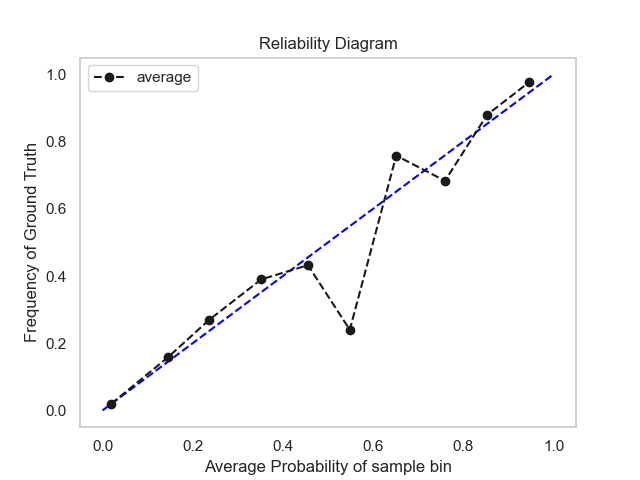 Reliability Diagram
average
Frequency of Ground Truth
1.0
0.8
0.6
0.4
0.2
0.0
0.0 0.2 0.4 0.6 0.8 1.0
Average Probability of sample bin